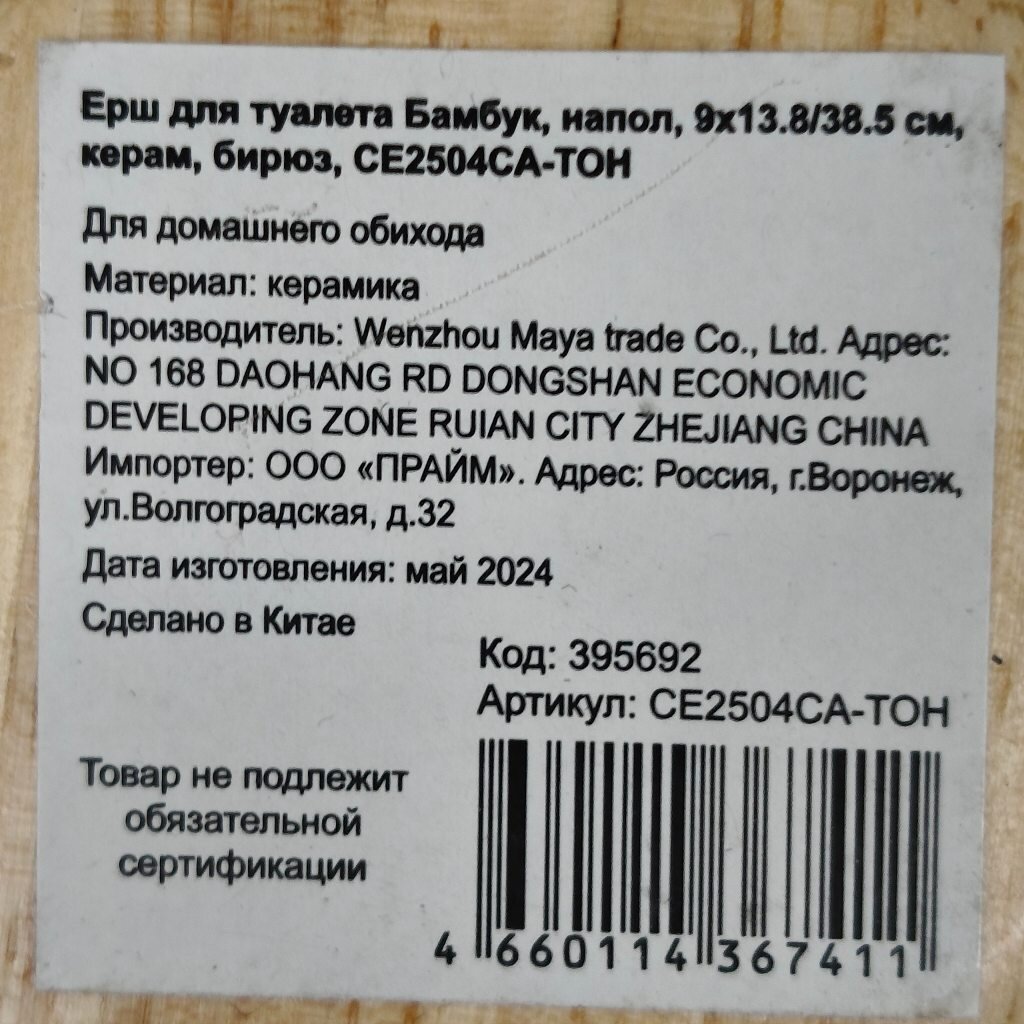 Ерш для туалета Бамбук, напол, 9х13.8/38.5 см,
керам, бирюз, CE2504CA-TOH
Для домашнего обихода
Материал: керамика
Производитель: Wenzhou Maya trade Co., Ltd. Адрес:
NO 168 DAOHANG RD DONGSHAN ECONOMIC
DEVELOPING ZONE RUIAN CITY ZHEJIANG CHINA
Импортер: ООО «ПРАЙМ». Адрес: Россия, г.Воронеж,
ул.Волгоградская, д.32
Дата изготовления: май 2024
Сделано в Китае
Код: 395692
Артикул: CE2504CA-TOH
Товар не подлежит
обязательной
сертификации
4 660114 367411